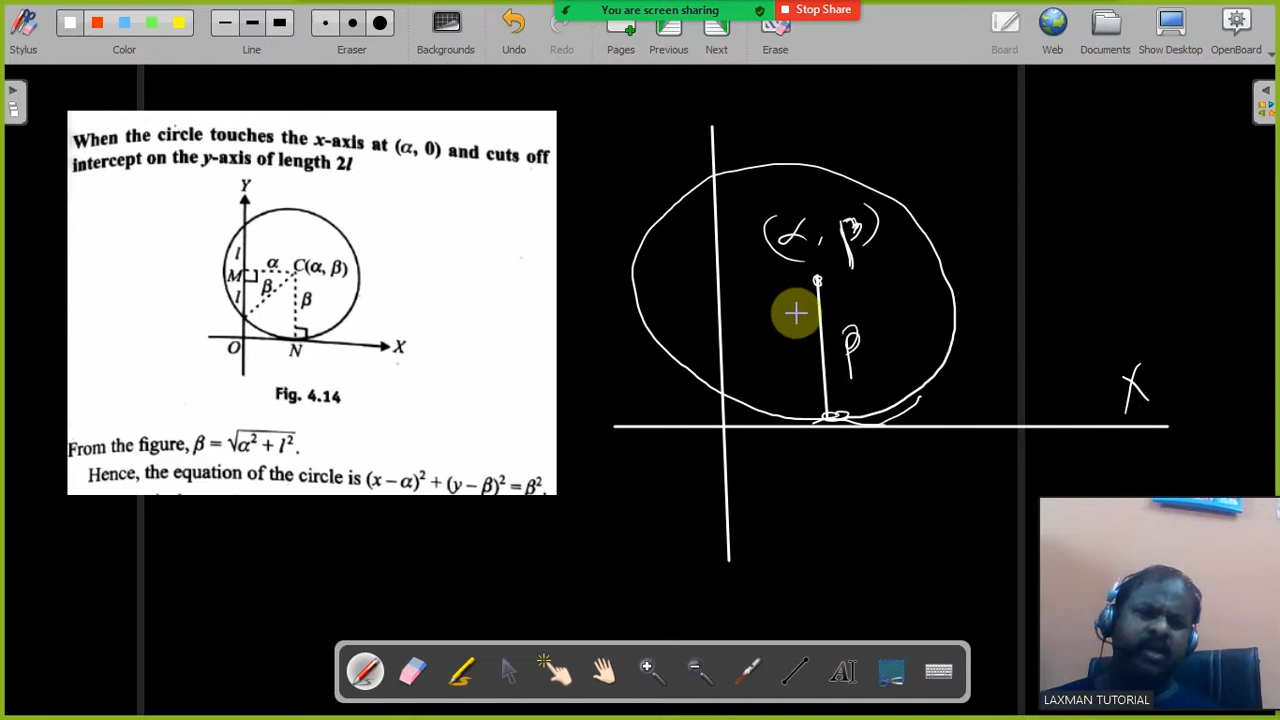 You are screen sharing
Stop Share
Stylus
Color
Line
Eraser
Backgrounds
Undo
Redo
Pages
Previous
Next
Erase
Board
Web
Documents
Show Desktop
OpenBoard
When the circle touches the x-axis at (α, 0) and cuts off
intercept on the y-axis of length 2l
Y
l
α
C(α, β)
M
β
β
l
O
N
X
Fig. 4.14
From the figure, β = √α² + l².
Hence, the equation of the circle is (x – α)² + (y – β)² = β².
(α, β)
β
X
LAXMAN TUTORIAL